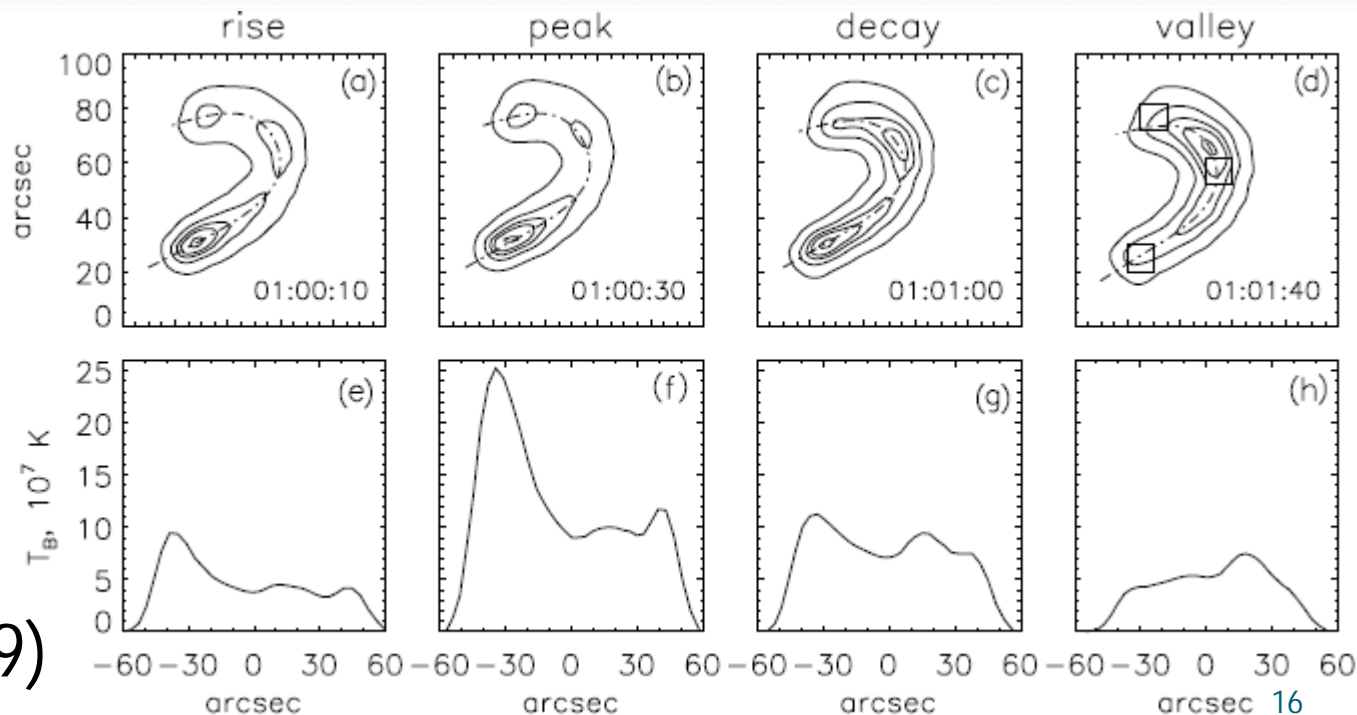 rise peak decay valley
100 (a) (b) (c) (d)
80
60
40
20
0
arcsec
01:00:10 01:00:30 01:01:00 01:01:40
25 (e) (f) (g) (h)
20
15
10
5
0
T_B, 10^7 K
9)
−60 −30 0 30 60 −60 −30 0 30 60 −60 −30 0 30 60 −60 −30 0 30 60
arcsec arcsec arcsec arcsec 16